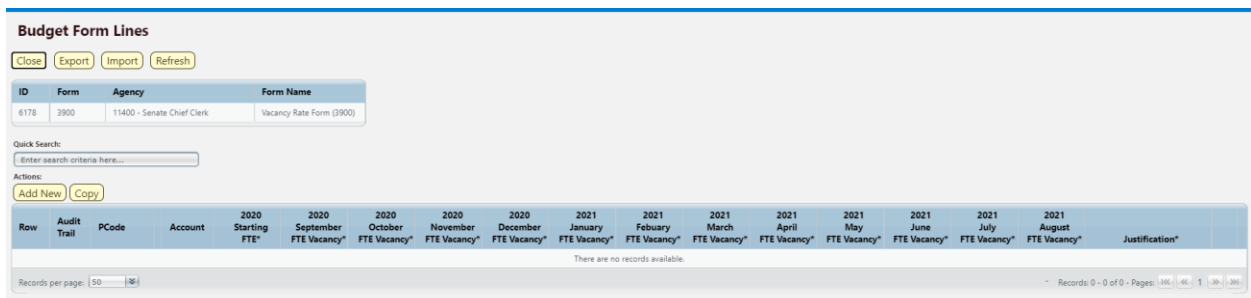 Budget Form Lines
Close Export Import Refresh
ID Form Agency Form Name
6178 3900 11400 - Senate Chief Clerk Vacancy Rate Form (3900)
Quick Search:
Enter search criteria here...
Actions:
Add New Copy
Row Audit Trail PCode Account 2020 Starting FTE* 2020 September FTE Vacancy* 2020 October FTE Vacancy* 2020 November FTE Vacancy* 2020 December FTE Vacancy* 2021 January FTE Vacancy* 2021 Febuary FTE Vacancy* 2021 March FTE Vacancy* 2021 April FTE Vacancy* 2021 May FTE Vacancy* 2021 June FTE Vacancy* 2021 July FTE Vacancy* 2021 August FTE Vacancy* Justification*
There are no records available.
Records per page: 50 Records: 0 - 0 of 0 - Pages: 1